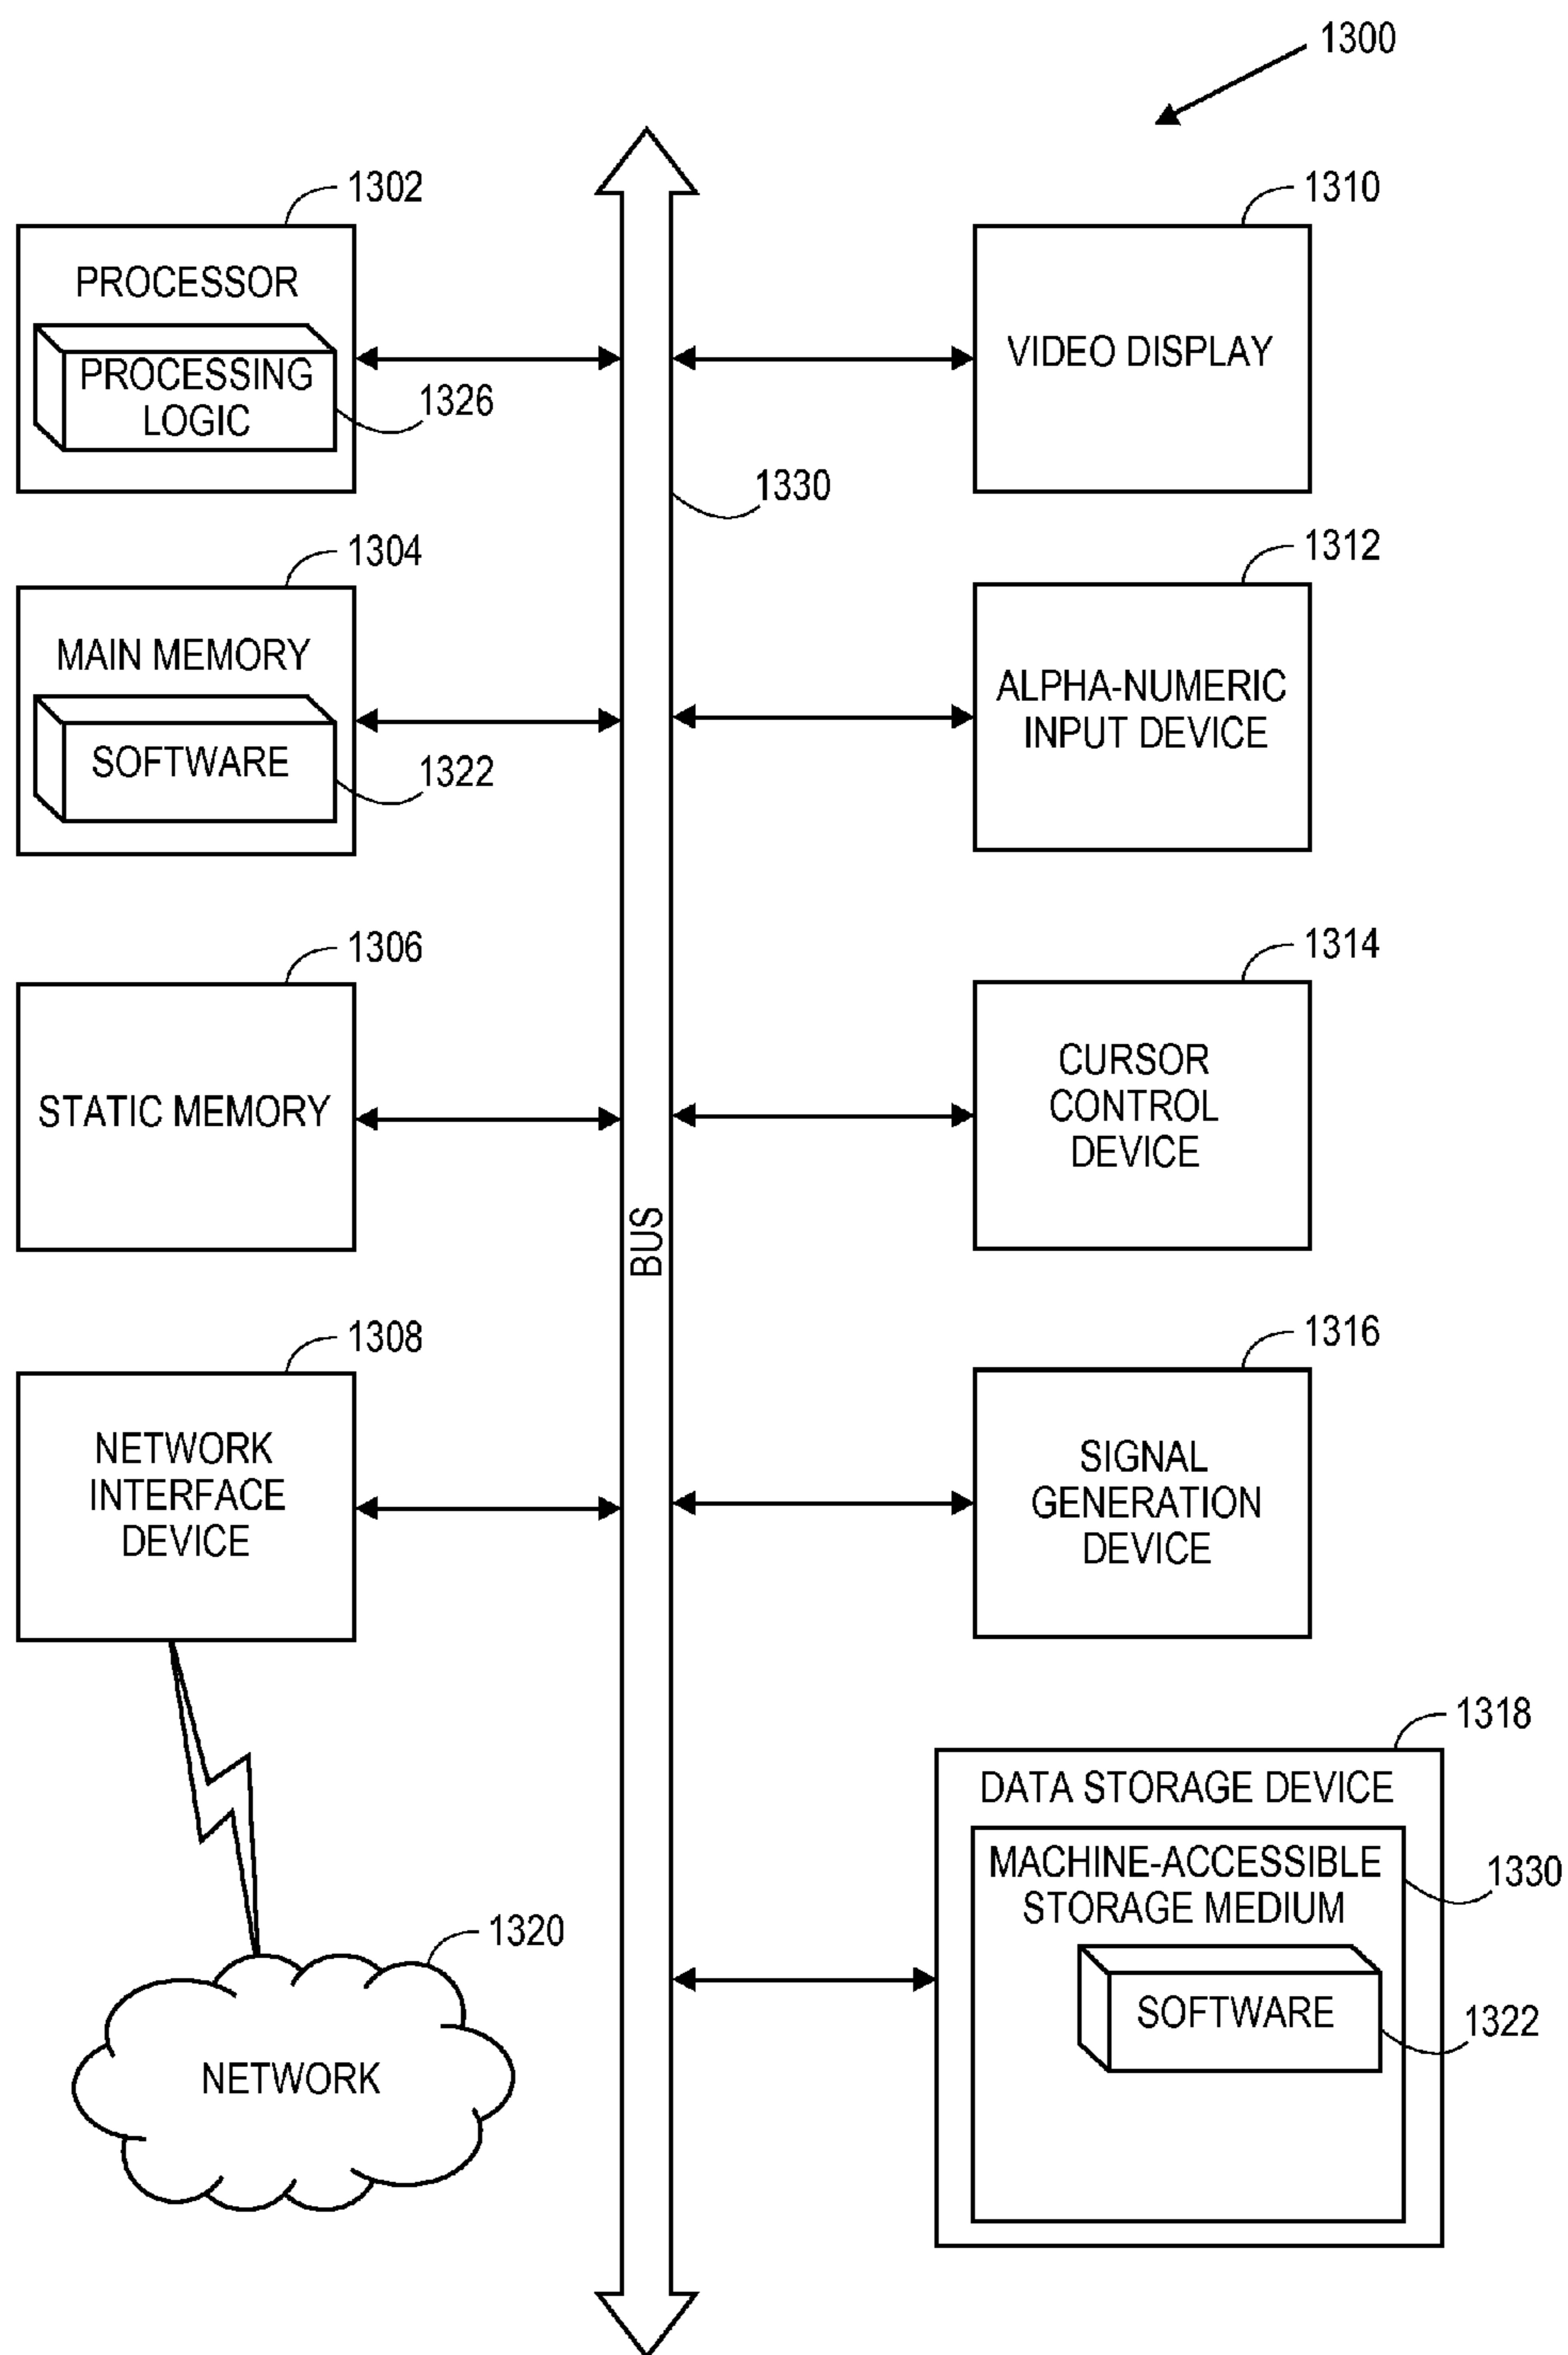 1300
1302
PROCESSOR
PROCESSING
LOGIC
1326
1304
MAIN MEMORY
SOFTWARE
1322
1306
STATIC MEMORY
1308
NETWORK
INTERFACE
DEVICE
1320
NETWORK
1330
BUS
1310
VIDEO DISPLAY
1312
ALPHA-NUMERIC
INPUT DEVICE
1314
CURSOR
CONTROL
DEVICE
1316
SIGNAL
GENERATION
DEVICE
1318
DATA STORAGE DEVICE
MACHINE-ACCESSIBLE
STORAGE MEDIUM
1330
SOFTWARE
1322